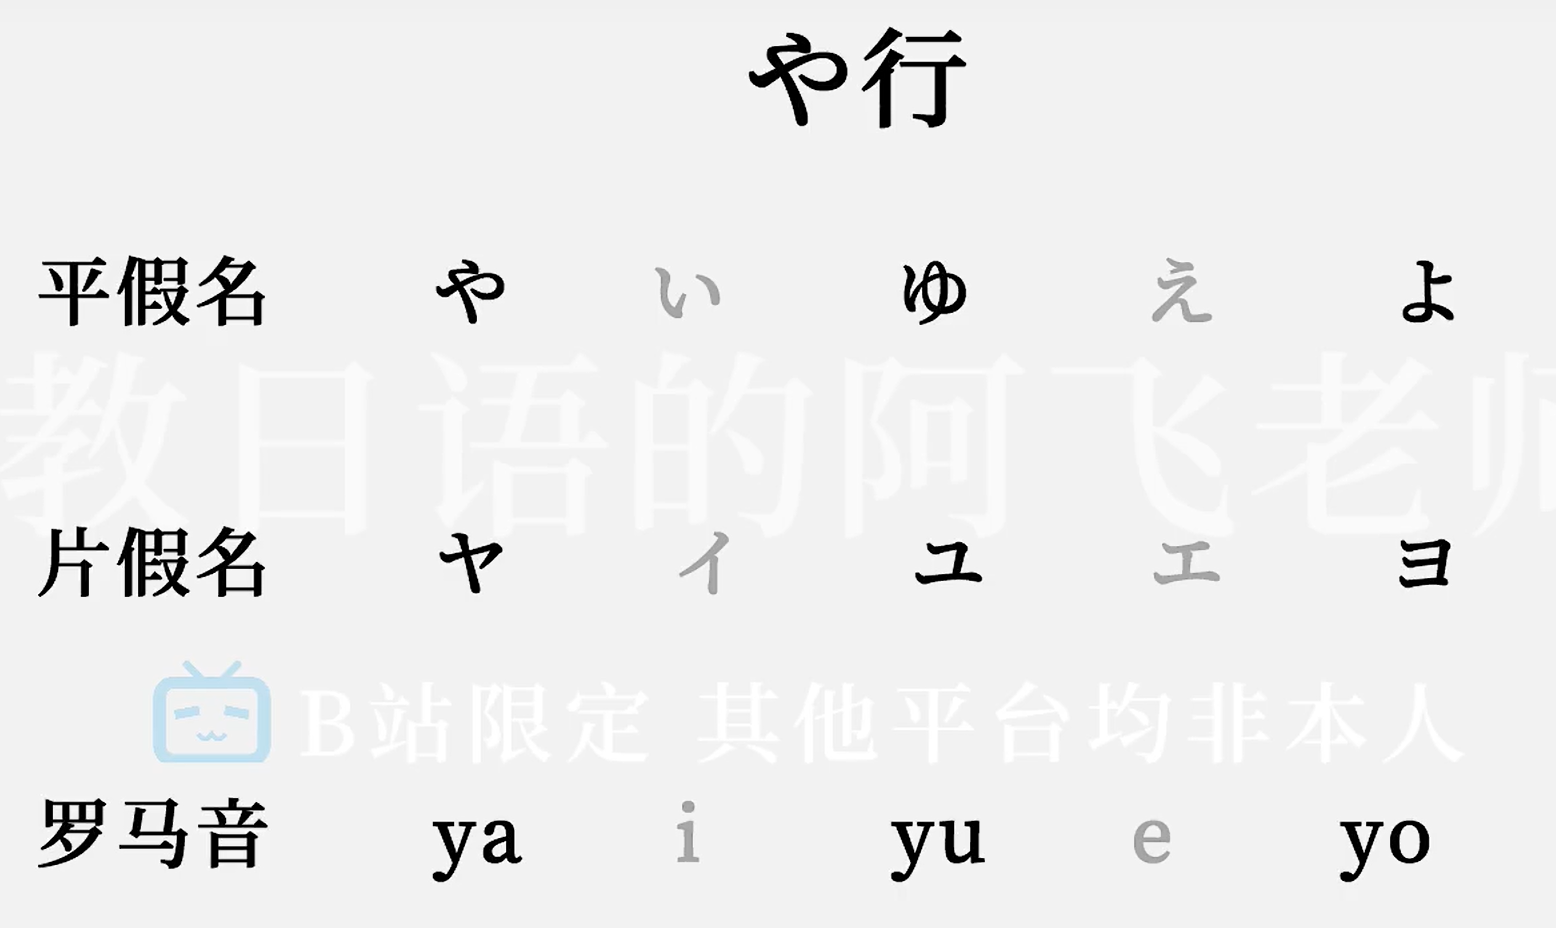 や行
平假名 や い ゆ え よ
教日语的阿飞老师
片假名 ヤ イ ユ エ ヨ
B站限定 其他平台均非本人
罗马音 ya i yu e yo